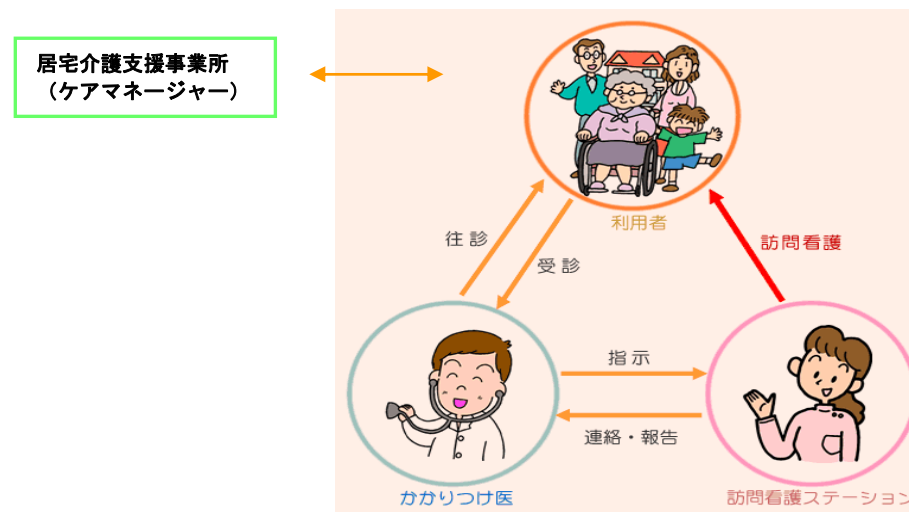 居宅介護支援事業所
（ケアマネージャー）
利用者
往診
受診
訪問看護
指示
連絡・報告
かかりつけ医
訪問看護ステーション